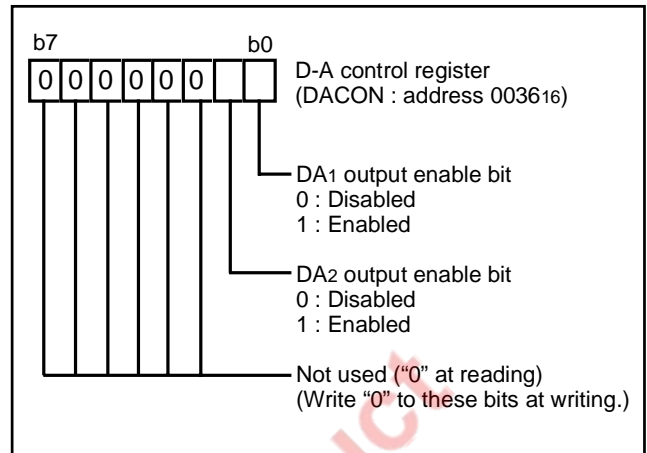 b7 b0
0 0 0 0 0 0
D-A control register
(DACON : address 003616)
DA1 output enable bit
0 : Disabled
1 : Enabled
DA2 output enable bit
0 : Disabled
1 : Enabled
Not used (“0” at reading)
(Write “0” to these bits at writing.)
uct